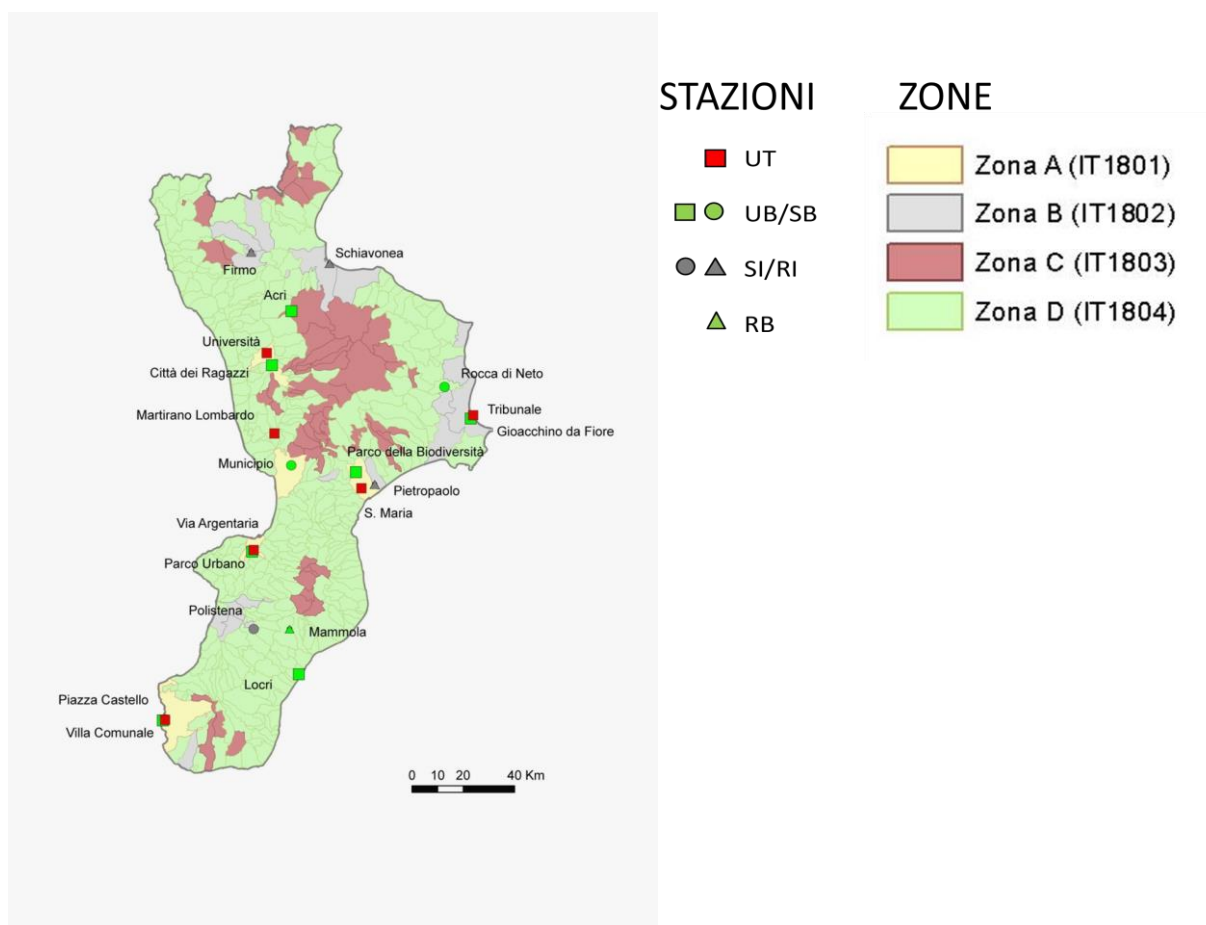 STAZIONI
UT
UB/SB
SI/RI
RB
ZONE
Zona A (IT1801)
Zona B (IT1802)
Zona C (IT1803)
Zona D (IT1804)
Schiavonea
Firmo
Acri
Università
Città dei Ragazzi
Rocca di Neto
Martirano Lombardo
Tribunale
Gioacchino da Fiore
Parco della Biodiversità
Municipio
Pietropaolo
S. Maria
Via Argentaria
Parco Urbano
Polistena
Mammola
Locri
Piazza Castello
Villa Comunale
0 10 20 40 Km